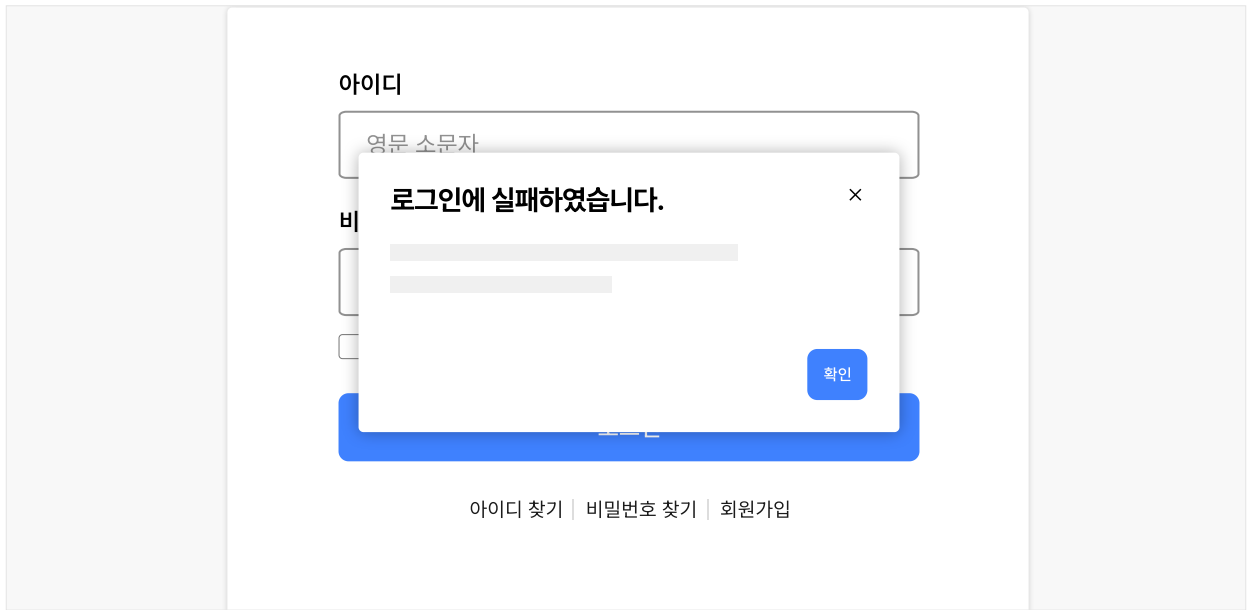 아이디
영문 소문자
로그인에 실패하였습니다.
비
확인
아이디 찾기
비밀번호 찾기
회원가입